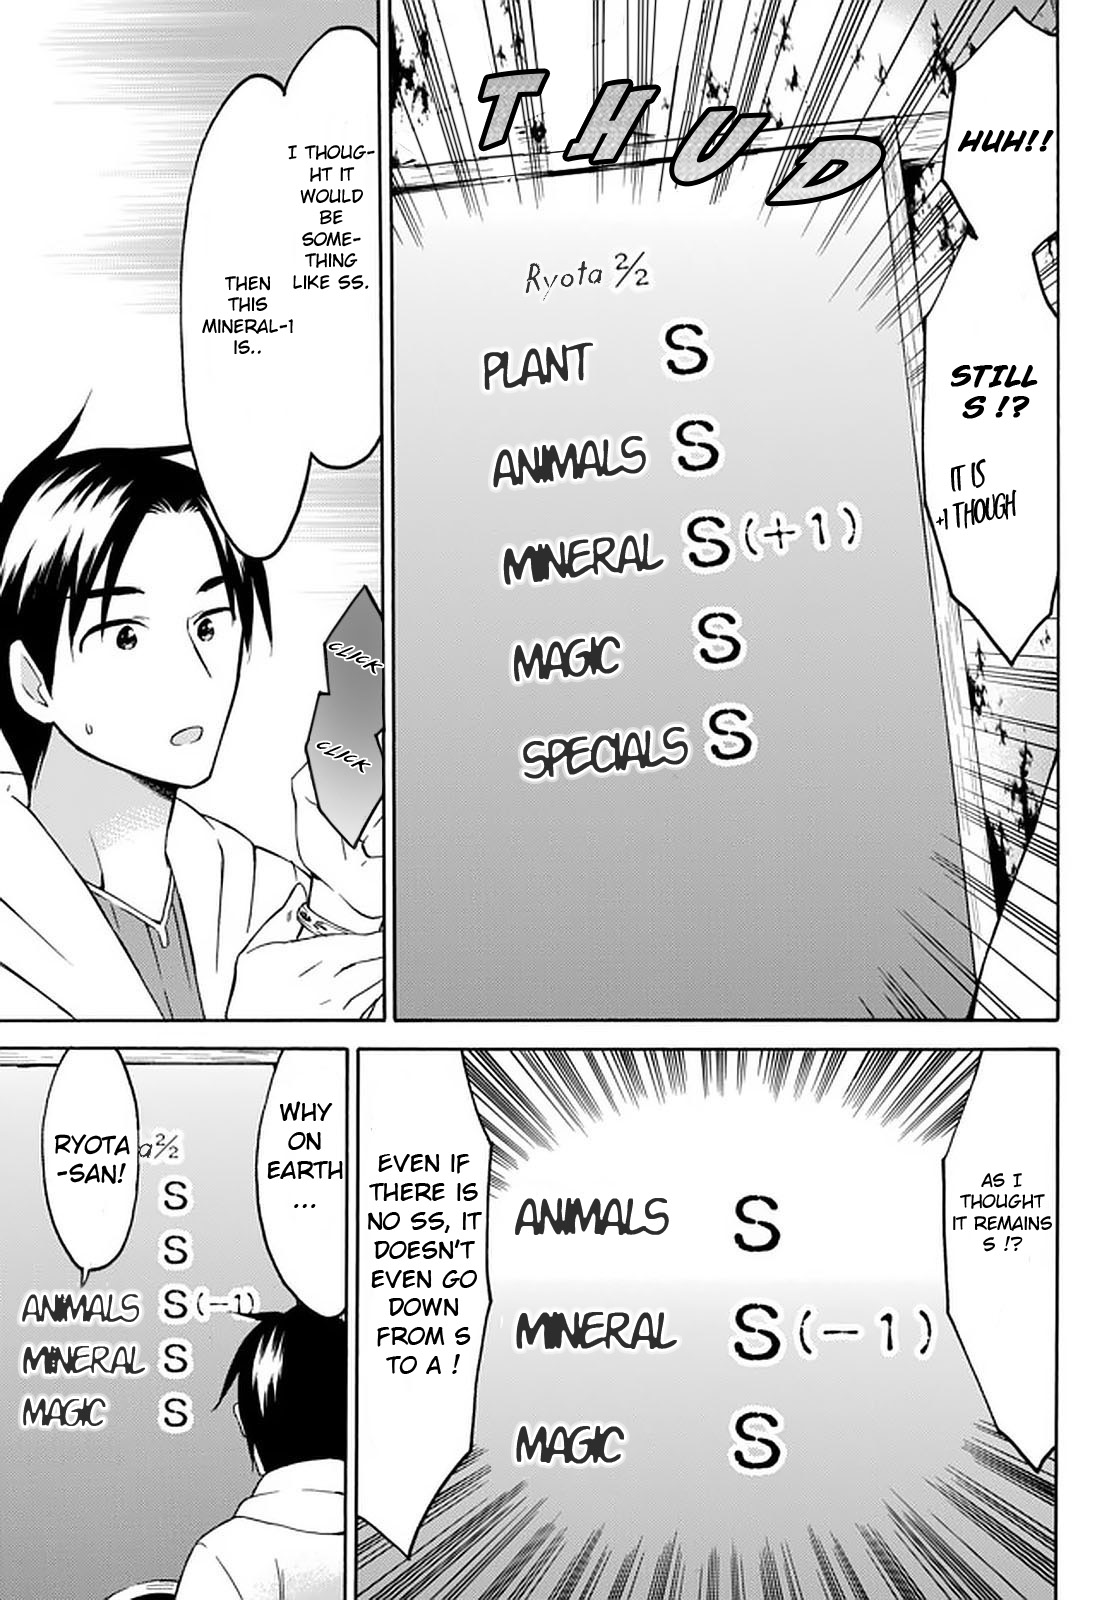 HUH!!
STILL
S !?
IT IS
+1 THOUGH
THUD
Ryota 2/2
PLANT S
ANIMALS S
MINERAL S(+1)
MAGIC S
SPECIALS S
I THOUG-
HT IT
WOULD
BE
SOME-
THING
LIKE SS.
THEN
THIS
MINERAL-1
IS..
CLICK
CLICK
AS I
THOUGHT
IT REMAINS
S !?
ANIMALS S
MINERAL S(-1)
MAGIC S
EVEN IF
THERE IS
NO SS, IT
DOESN'T
EVEN GO
DOWN
FROM S
TO A !
WHY
ON
EARTH
...
RYOTA
-SAN!
a 2/2
S
S
ANIMALS S(-1)
MINERAL S
MAGIC S